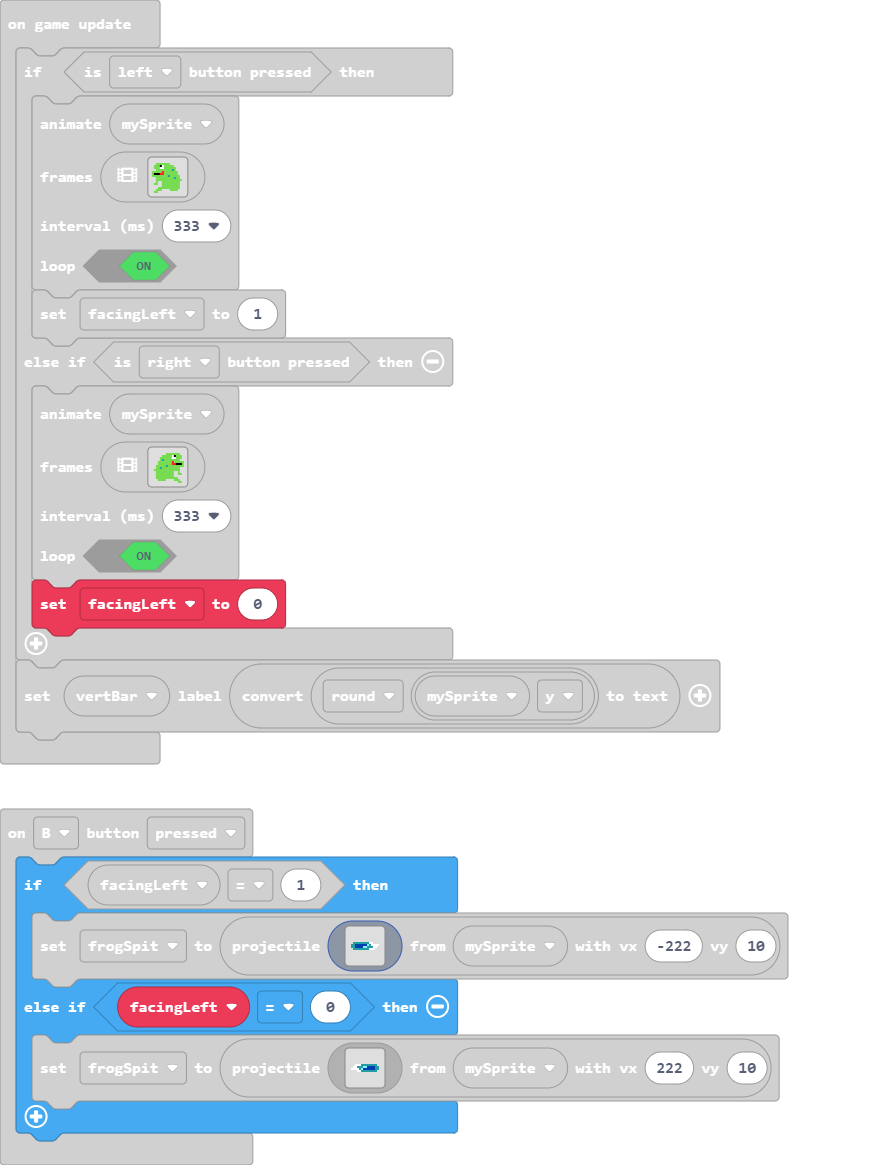 on game update
if is left button pressed then
animate mySprite
frames
interval (ms) 333
loop ON
set facingLeft to 1
else if is right button pressed then
animate mySprite
frames
interval (ms) 333
loop ON
set facingLeft to 0
set vertBar label convert round mySprite y to text
on B button pressed
if facingLeft = 1 then
set frogSpit to projectile from mySprite with vx -222 vy 10
else if facingLeft = 0 then
set frogSpit to projectile from mySprite with vx 222 vy 10